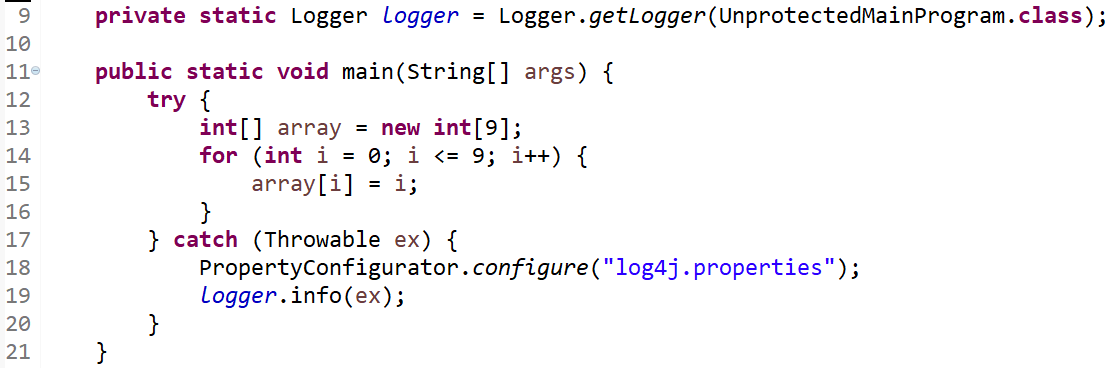 9 private static Logger logger = Logger.getLogger(UnprotectedMainProgram.class);
10
11 public static void main(String[] args) {
12 try {
13 int[] array = new int[9];
14 for (int i = 0; i <= 9; i++) {
15 array[i] = i;
16 }
17 } catch (Throwable ex) {
18 PropertyConfigurator.configure("log4j.properties");
19 logger.info(ex);
20 }
21 }